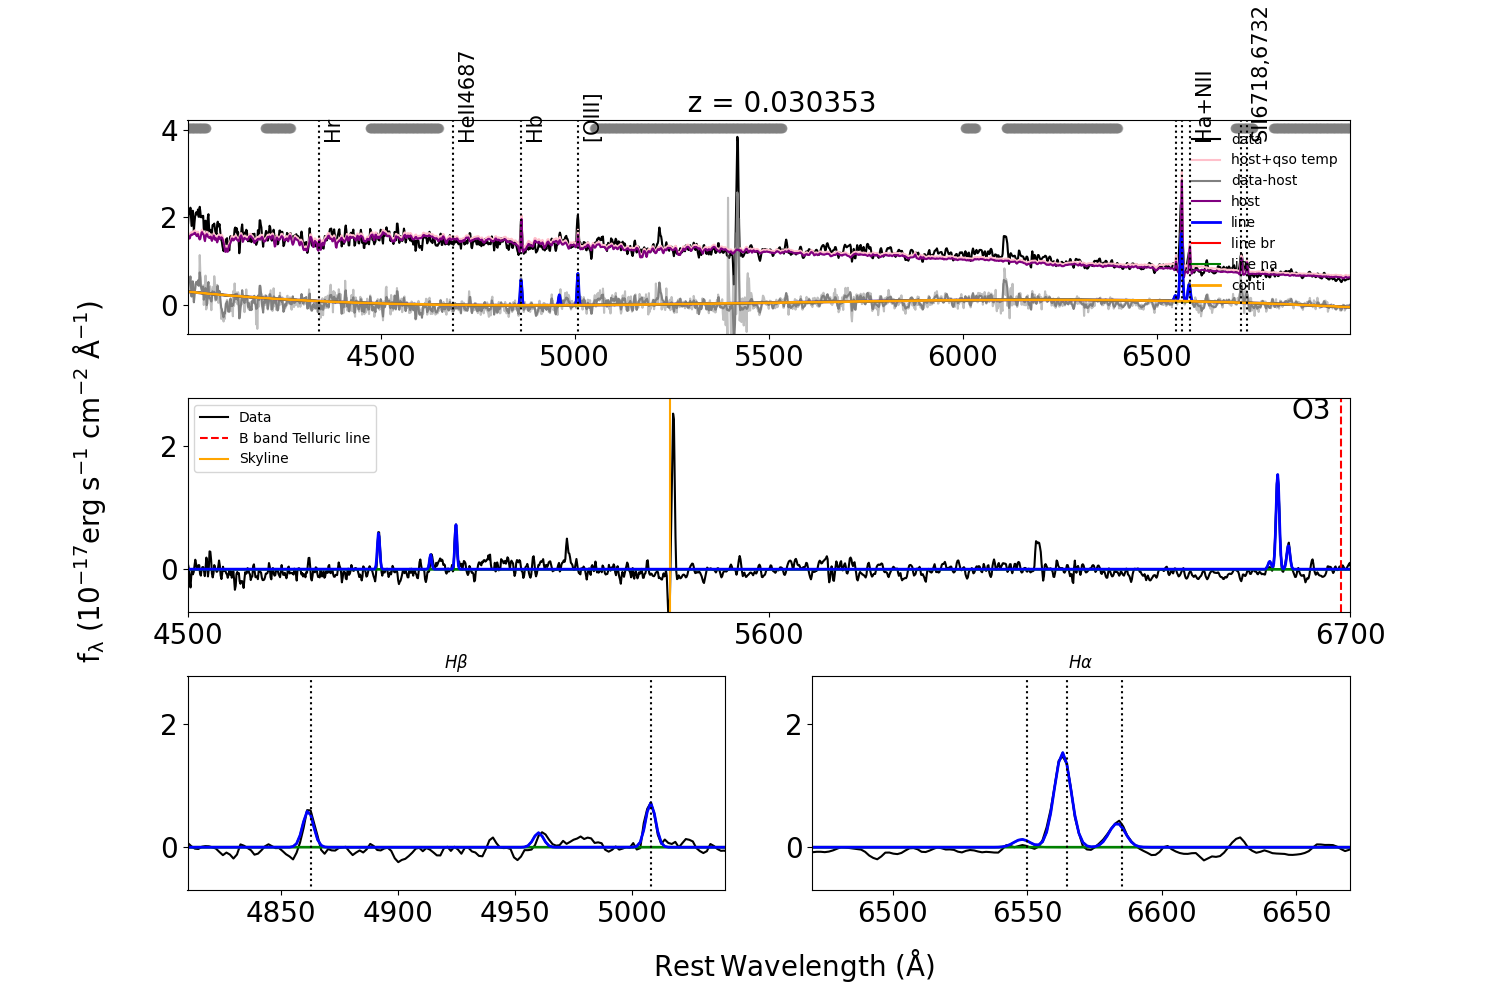 z = 0.030353
Hr
HeII4687
Hb
[OIII]
Ha+NII
SII6718,6732
4
2
0
data
host+qso temp
data-host
host
line
line br
line na
conti
4500
5000
5500
6000
6500
fλ (10−17erg s−1 cm−2 Å−1)
Data
B band Telluric line
Skyline
O3
2
0
4500
5600
6700
Hβ
2
0
4850
4900
4950
5000
Hα
2
0
6500
6550
6600
6650
Rest Wavelength (Å)